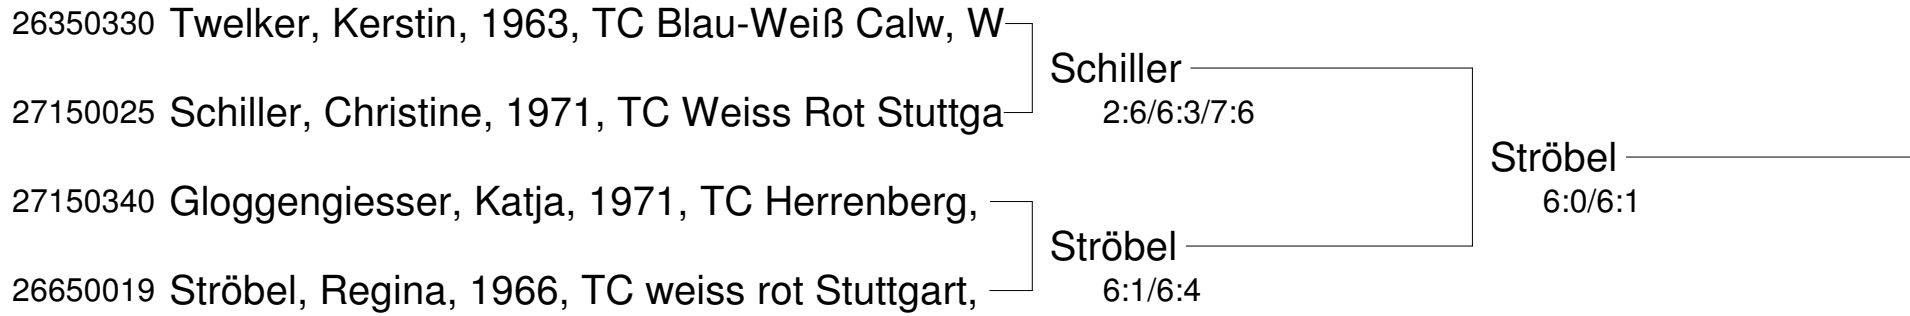 26350330 Twelker, Kerstin, 1963, TC Blau-Weiß Calw, W
Schiller
2:6/6:3/7:6
27150025 Schiller, Christine, 1971, TC Weiss Rot Stuttga
Ströbel
6:0/6:1
27150340 Gloggengiesser, Katja, 1971, TC Herrenberg,
Ströbel
6:1/6:4
26650019 Ströbel, Regina, 1966, TC weiss rot Stuttgart,